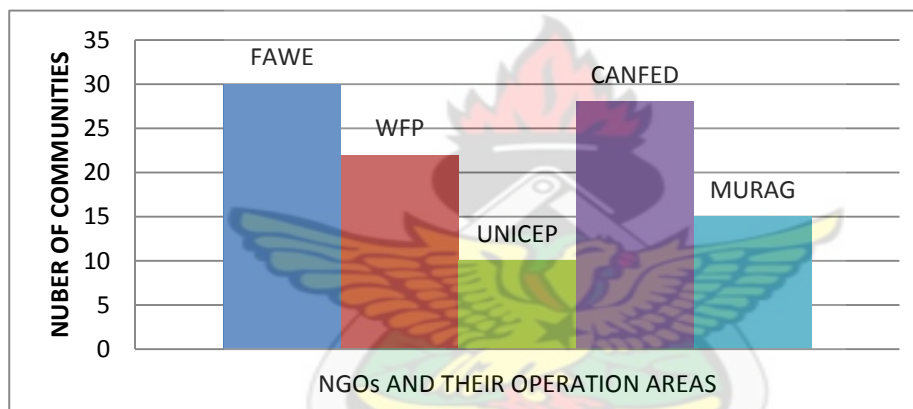 NUBER OF COMMUNITIES
35
30
25
20
15
10
5
0
FAWE
WFP
UNICEP
CANFED
MURAG
NGOs AND THEIR OPERATION AREAS